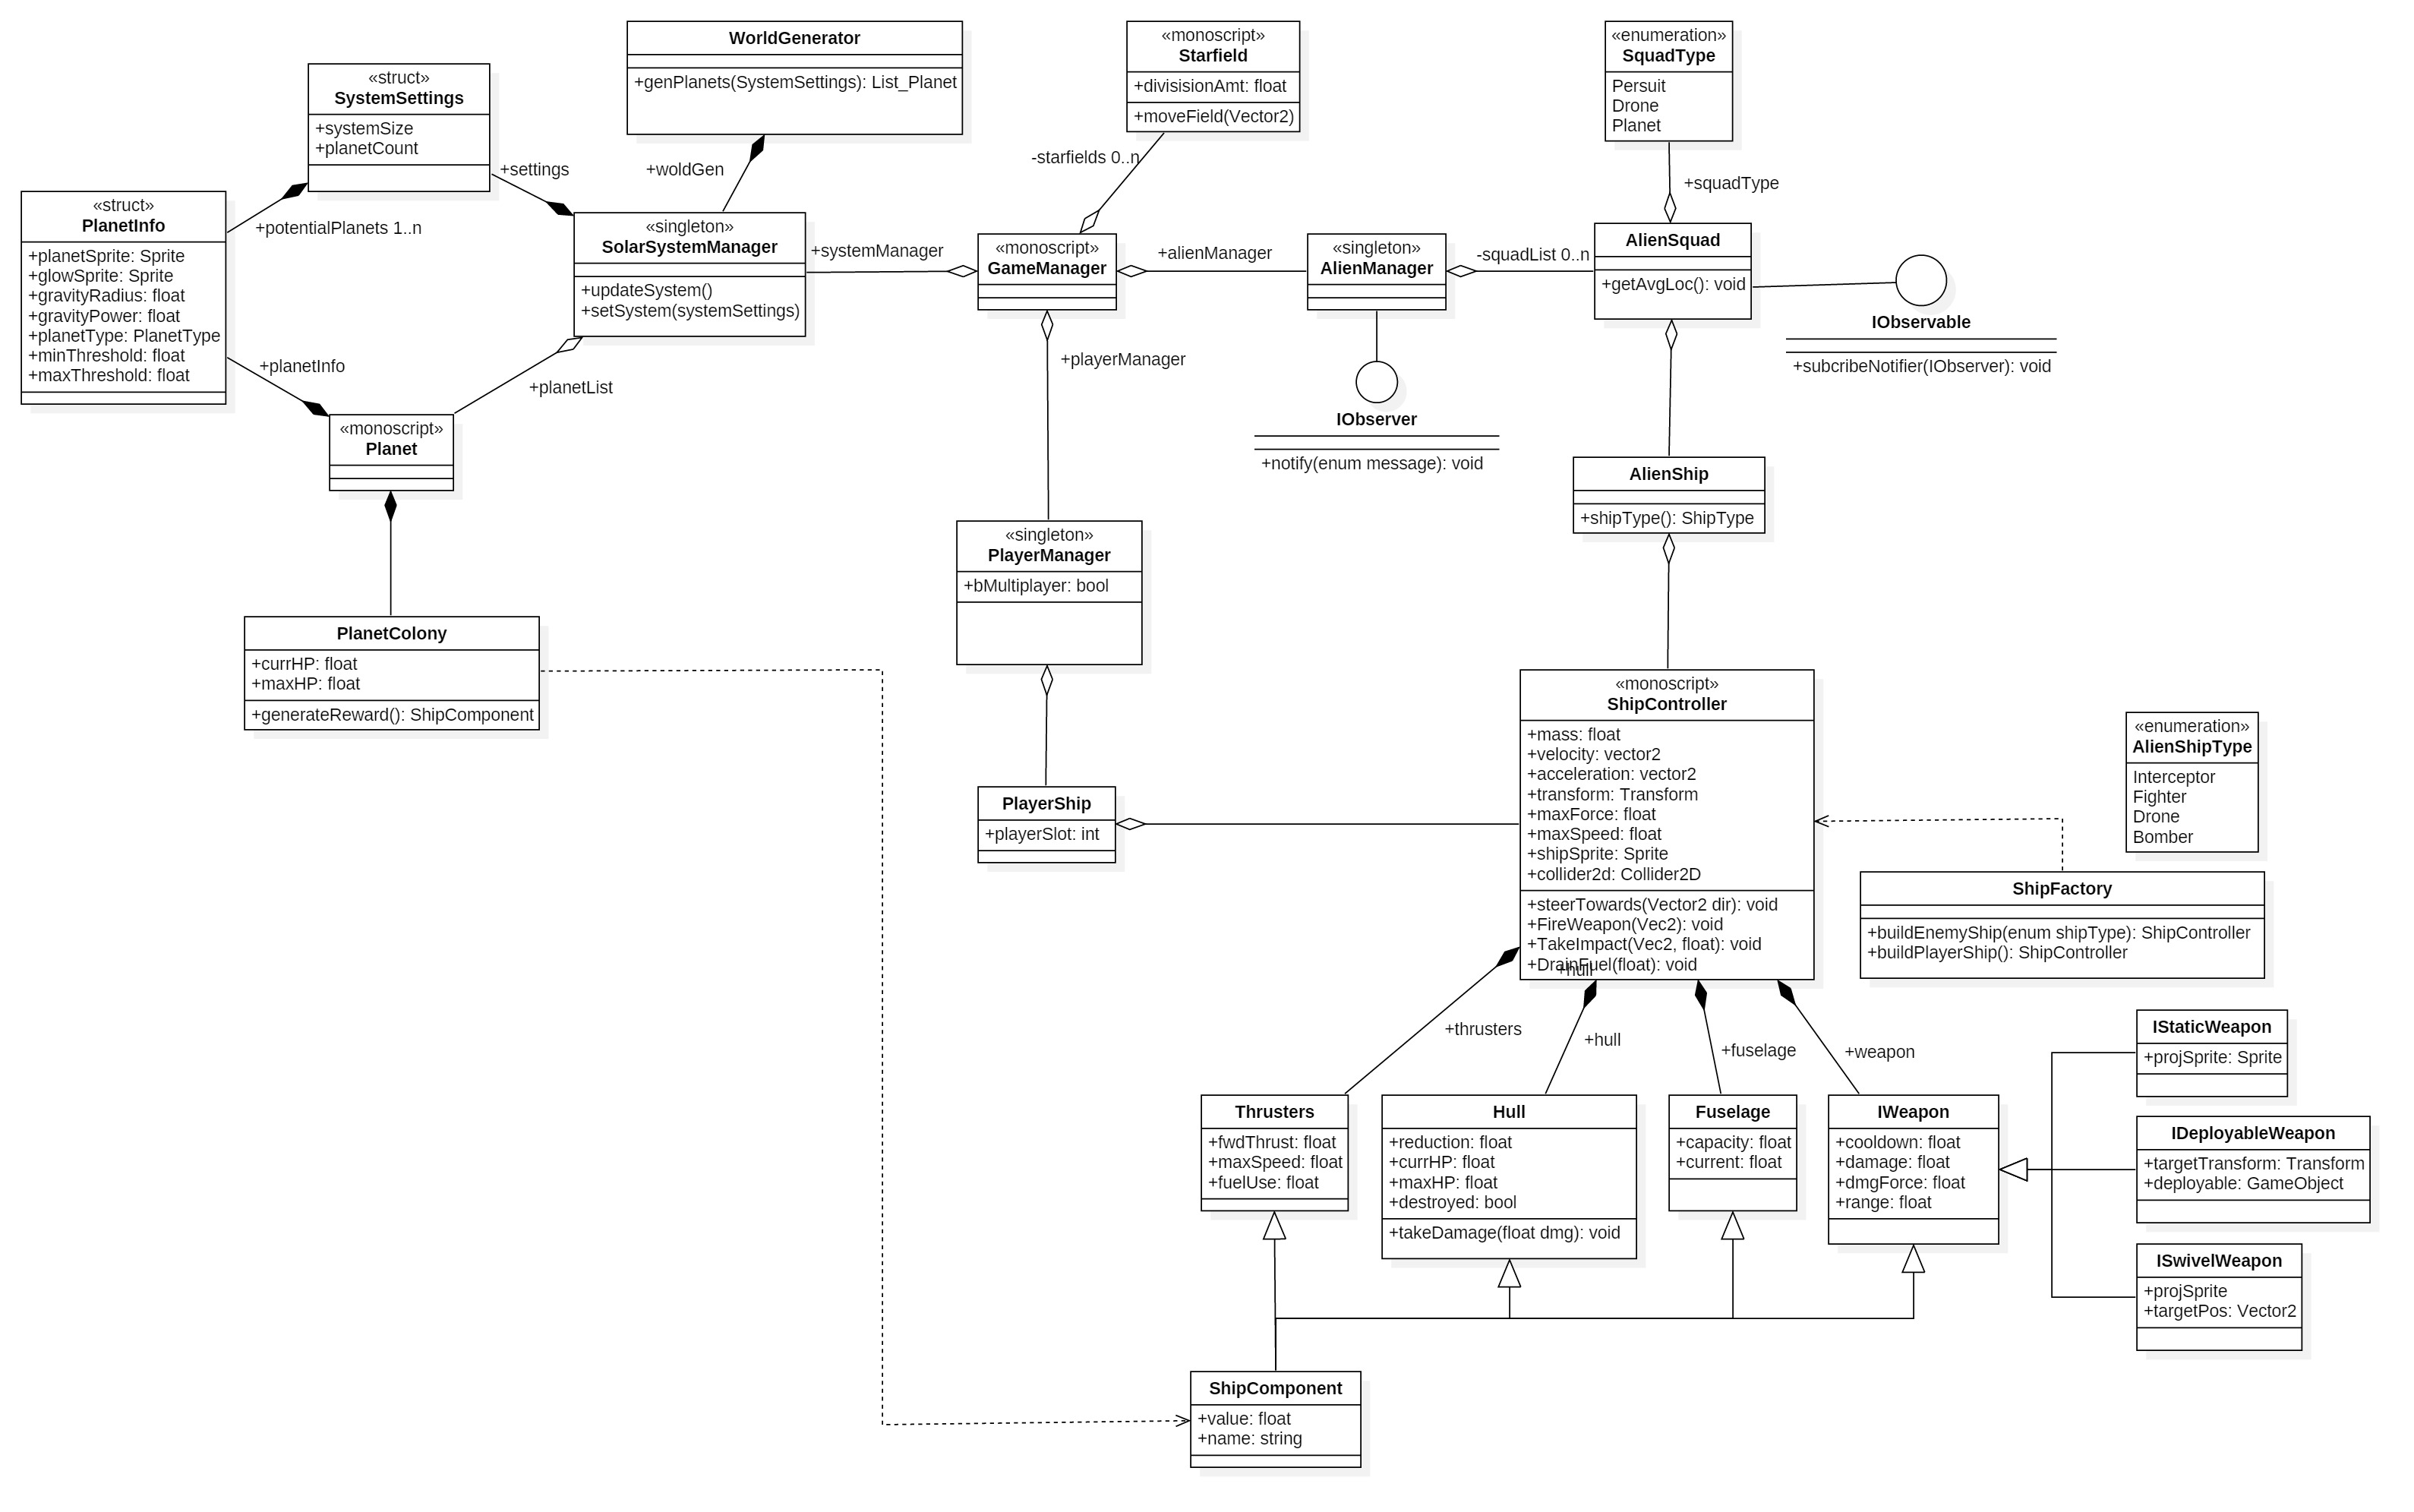 WorldGenerator
+genPlanets(SystemSettings): List_Planet
«monoscript»
Starfield
+divisisionAmt: float
+moveField(Vector2)
«enumeration»
SquadType
Persuit
Drone
Planet
«struct»
SystemSettings
+systemSize
+planetCount
+settings
+woldGen
-starfields 0..n
+squadType
«struct»
PlanetInfo
+planetSprite: Sprite
+glowSprite: Sprite
+gravityRadius: float
+gravityPower: float
+planetType: PlanetType
+minThreshold: float
+maxThreshold: float
+potentialPlanets 1..n
«singleton»
SolarSystemManager
+updateSystem()
+setSystem(systemSettings)
+systemManager
«monoscript»
GameManager
+alienManager
«singleton»
AlienManager
-squadList 0..n
AlienSquad
+getAvgLoc(): void
IObservable
+subcribeNotifier(IObserver): void
+planetInfo
+planetList
+playerManager
IObserver
+notify(enum message): void
«monoscript»
Planet
AlienShip
+shipType(): ShipType
«singleton»
PlayerManager
+bMultiplayer: bool
PlanetColony
+currHP: float
+maxHP: float
+generateReward(): ShipComponent
«monoscript»
ShipController
+mass: float
+velocity: vector2
+acceleration: vector2
+transform: Transform
+maxForce: float
+maxSpeed: float
+shipSprite: Sprite
+collider2d: Collider2D
+steerTowards(Vector2 dir): void
+FireWeapon(Vec2): void
+TakeImpact(Vec2, float): void
+DrainFuel(float): void
+hull
«enumeration»
AlienShipType
Interceptor
Fighter
Drone
Bomber
PlayerShip
+playerSlot: int
ShipFactory
+buildEnemyShip(enum shipType): ShipController
+buildPlayerShip(): ShipController
+thrusters
+hull
+fuselage
+weapon
IStaticWeapon
+projSprite: Sprite
Thrusters
+fwdThrust: float
+maxSpeed: float
+fuelUse: float
Hull
+reduction: float
+currHP: float
+maxHP: float
+destroyed: bool
+takeDamage(float dmg): void
Fuselage
+capacity: float
+current: float
IWeapon
+cooldown: float
+damage: float
+dmgForce: float
+range: float
IDeployableWeapon
+targetTransform: Transform
+deployable: GameObject
ISwivelWeapon
+projSprite
+targetPos: Vector2
ShipComponent
+value: float
+name: string